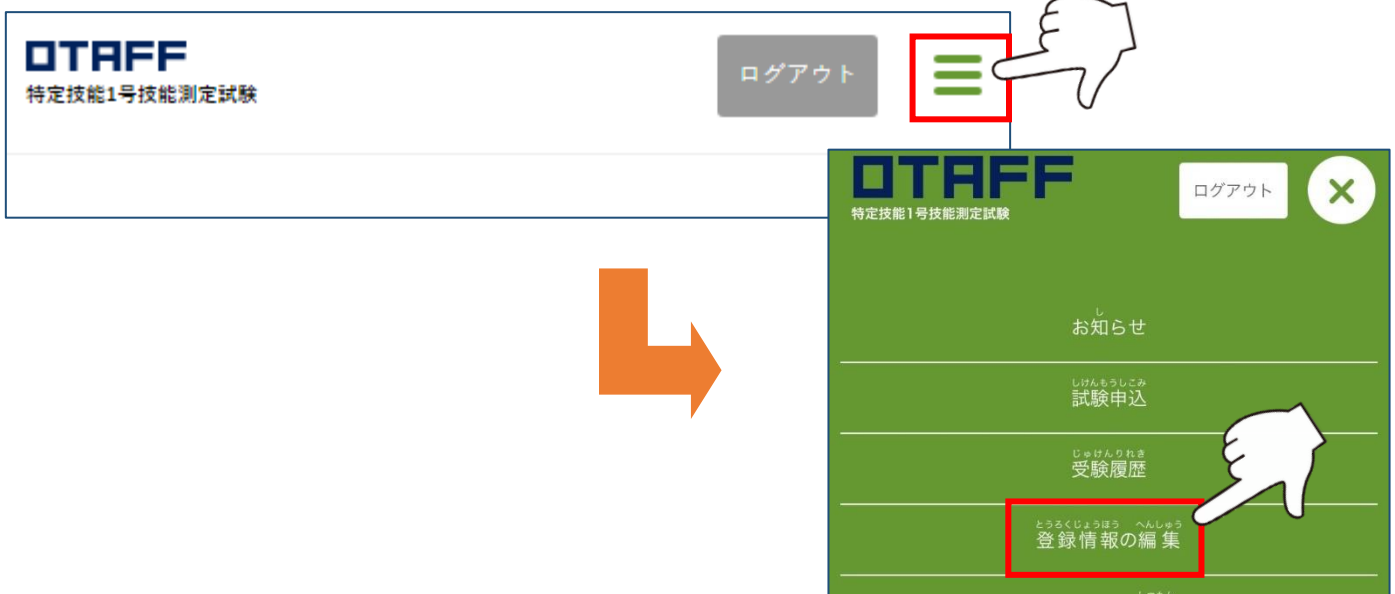 OTAFF
特定技能1号技能測定試験
ログアウト
OTAFF
特定技能1号技能測定試験
ログアウト
し
お知らせ
しけんもうしこみ
試験申込
じゅけんりれき
受験履歴
とうろくじょうほう へんしゅう
登録情報の編集